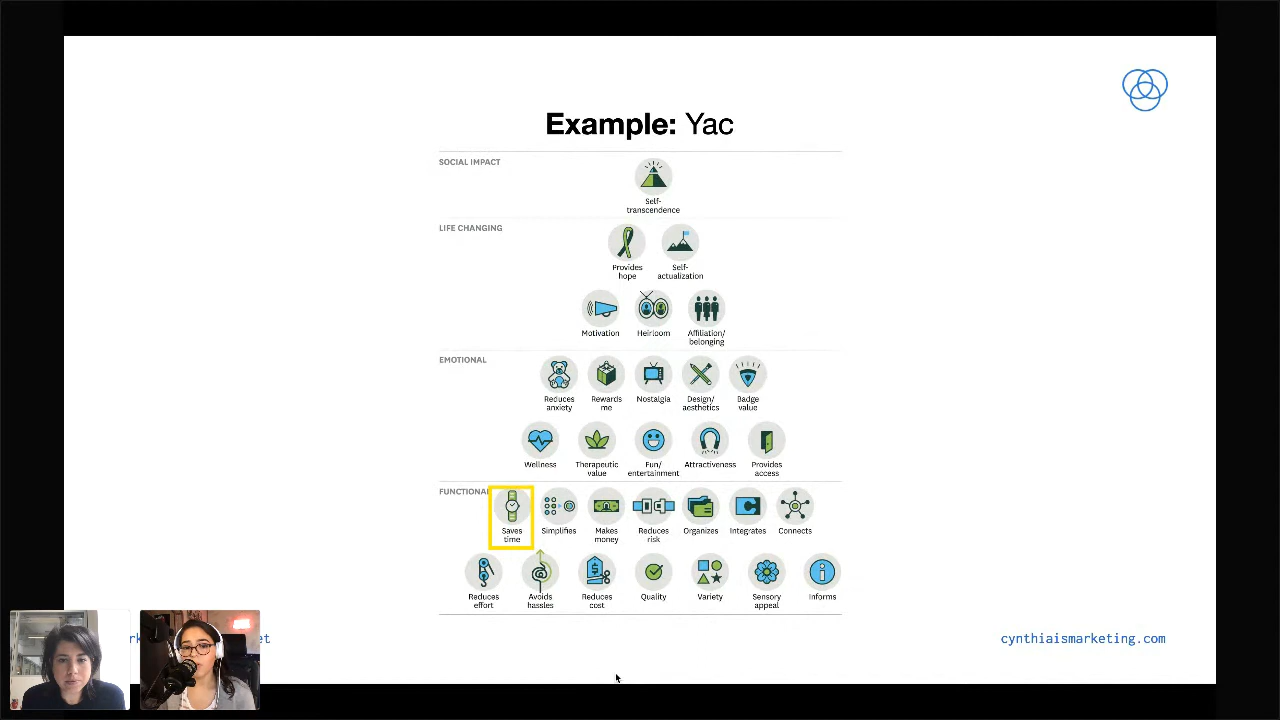 Example: Yac
SOCIAL IMPACT
Self-
transcendence
LIFE CHANGING
Provides
hope
Self-
actualization
Motivation
Heirloom
Affiliation/
belonging
EMOTIONAL
Reduces
anxiety
Rewards
me
Nostalgia
Design/
aesthetics
Badge
value
Wellness
Therapeutic
value
Fun/
entertainment
Attractiveness
Provides
access
FUNCTIONAL
Saves
time
Simplifies
Makes
money
Reduces
risk
Organizes
Integrates
Connects
Reduces
effort
Avoids
hassles
Reduces
cost
Quality
Variety
Sensory
appeal
Informs
cynthiaismarketing.com